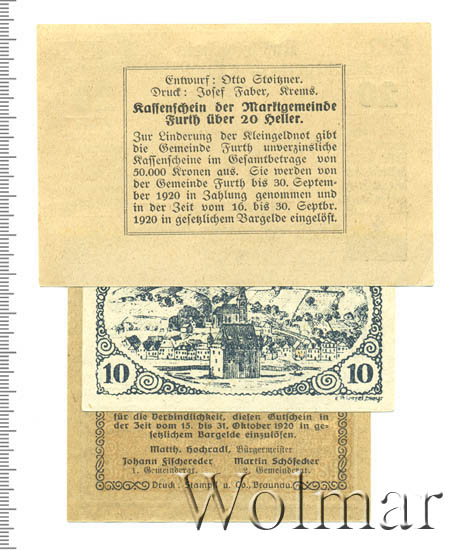 Entwurf : Otto Stoitzner.
Druck : Josef Faber, Krems.
Kassenschein der Marktgemeinde
Furth über 20 Heller.
Zur Linderung der Kleingeldnot gibt
die Gemeinde Furth unverzinsliche
Kassenscheine im Gesamtbetrage von
50.000 Kronen aus. Sie werden von
der Gemeinde Furth bis 30. Septem-
ber 1920 in Zahlung genommen und
in der Zeit vom 16. bis 30. Septbr.
1920 in gesetzlichem Bargelde eingelöst.
10 10
für die Verbindlichkeit, diesen Gutschein in
der Zeit vom 15. bis 31. Oktober 1920 in ge-
setzlichem Bargelde einzulösen.
Matth. Hochradl, Bürgermeister
Johann Fischereder Martin Schöfecker
1. Gemeinderat. 2. Gemeinderat.
Druck : Stampfl u. Co., Braunau.
Wolmar